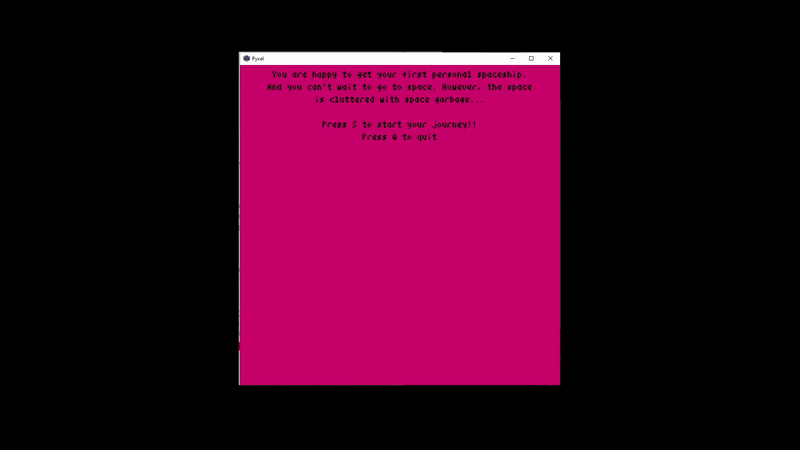 Pyxel
You are happy to get your first personal spaceship.
And you can't wait to go to space. However, the space
is cluttered with space garbage...
Press S to start your journey!!
Press Q to quit